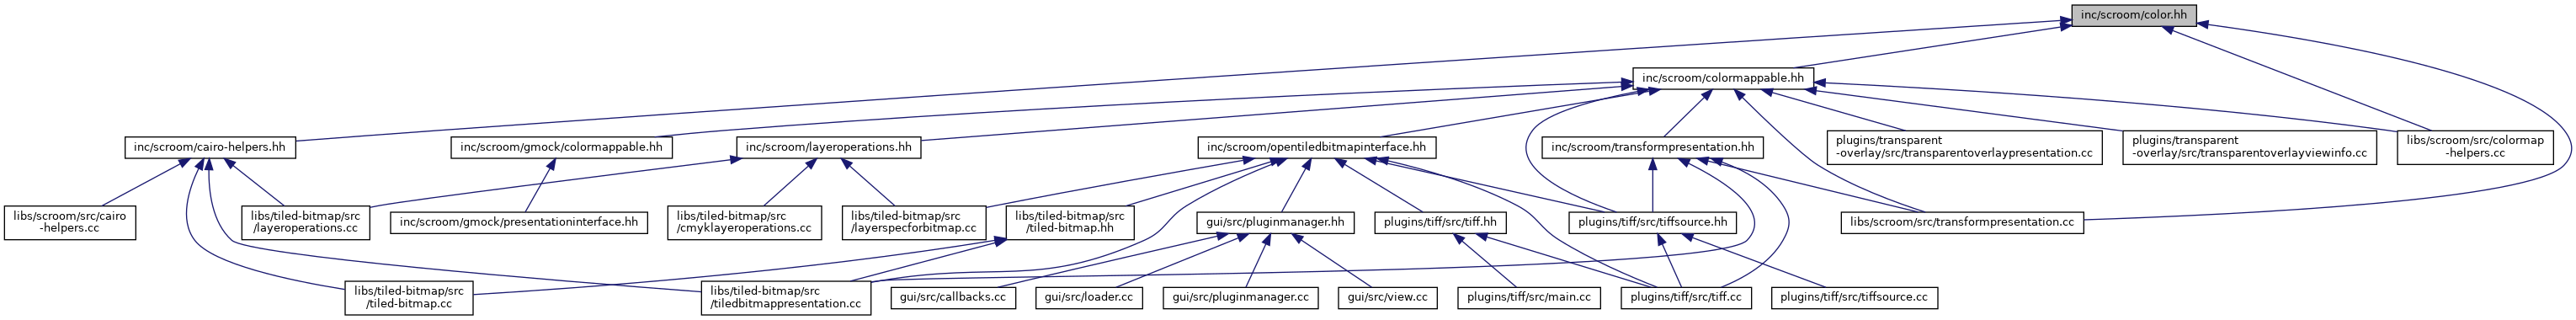 inc/scroom/color.hh
inc/scroom/colormappable.hh
inc/scroom/cairo-helpers.hh
inc/scroom/gmock/colormappable.hh
inc/scroom/layeroperations.hh
inc/scroom/opentiledbitmapinterface.hh
inc/scroom/transformpresentation.hh
plugins/transparent
-overlay/src/transparentoverlaypresentation.cc
plugins/transparent
-overlay/src/transparentoverlayviewinfo.cc
libs/scroom/src/colormap
-helpers.cc
libs/scroom/src/cairo
-helpers.cc
libs/tiled-bitmap/src
/layeroperations.cc
inc/scroom/gmock/presentationinterface.hh
libs/tiled-bitmap/src
/cmyklayeroperations.cc
libs/tiled-bitmap/src
/layerspecforbitmap.cc
libs/tiled-bitmap/src
/tiled-bitmap.hh
gui/src/pluginmanager.hh
plugins/tiff/src/tiff.hh
plugins/tiff/src/tiffsource.hh
libs/scroom/src/transformpresentation.cc
libs/tiled-bitmap/src
/tiled-bitmap.cc
libs/tiled-bitmap/src
/tiledbitmappresentation.cc
gui/src/callbacks.cc
gui/src/loader.cc
gui/src/pluginmanager.cc
gui/src/view.cc
plugins/tiff/src/main.cc
plugins/tiff/src/tiff.cc
plugins/tiff/src/tiffsource.cc